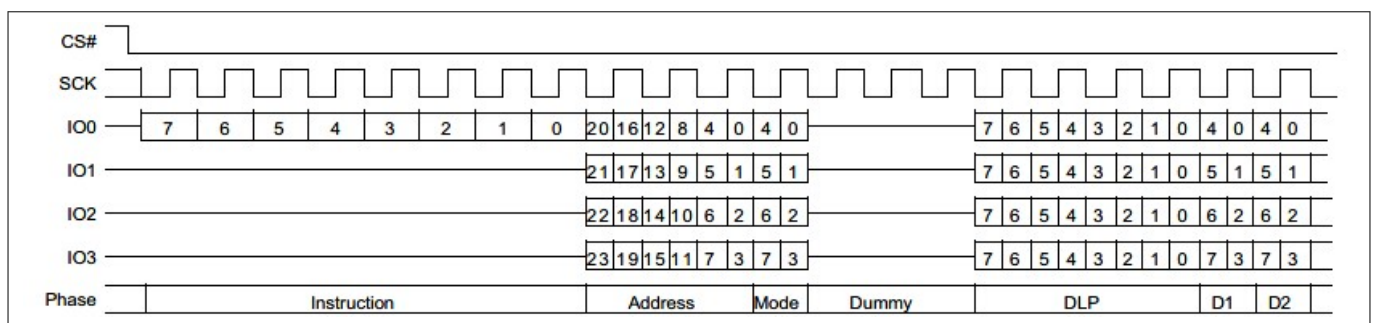 CS#
SCK
IO0 7 6 5 4 3 2 1 0 20 16 12 8 4 0 4 0 7 6 5 4 3 2 1 0 4 0 4 0
IO1 21 17 13 9 5 1 5 1 7 6 5 4 3 2 1 0 5 1 5 1
IO2 22 18 14 10 6 2 6 2 7 6 5 4 3 2 1 0 6 2 6 2
IO3 23 19 15 11 7 3 7 3 7 6 5 4 3 2 1 0 7 3 7 3
Phase Instruction Address Mode Dummy DLP D1 D2